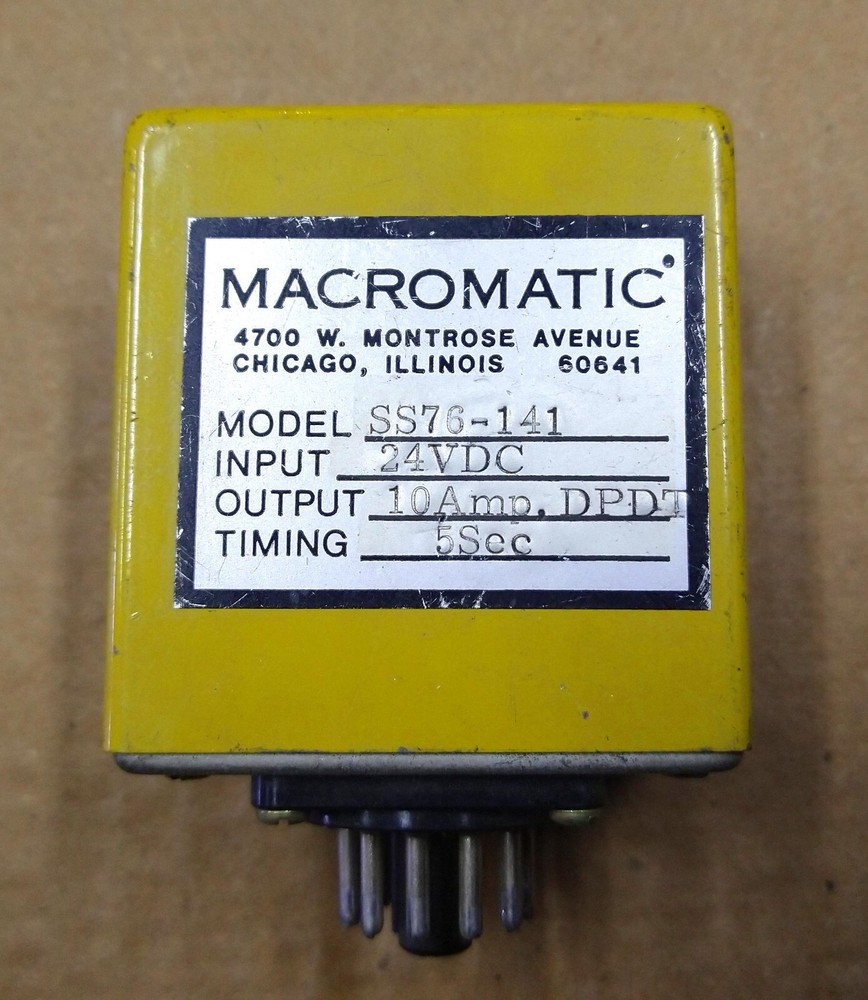 MACROMATIC
4700 W. MONTROSE AVENUE
CHICAGO, ILLINOIS 60641
MODEL SS76-141
INPUT 24VDC
OUTPUT 10Amp. DPDT
TIMING 5Sec